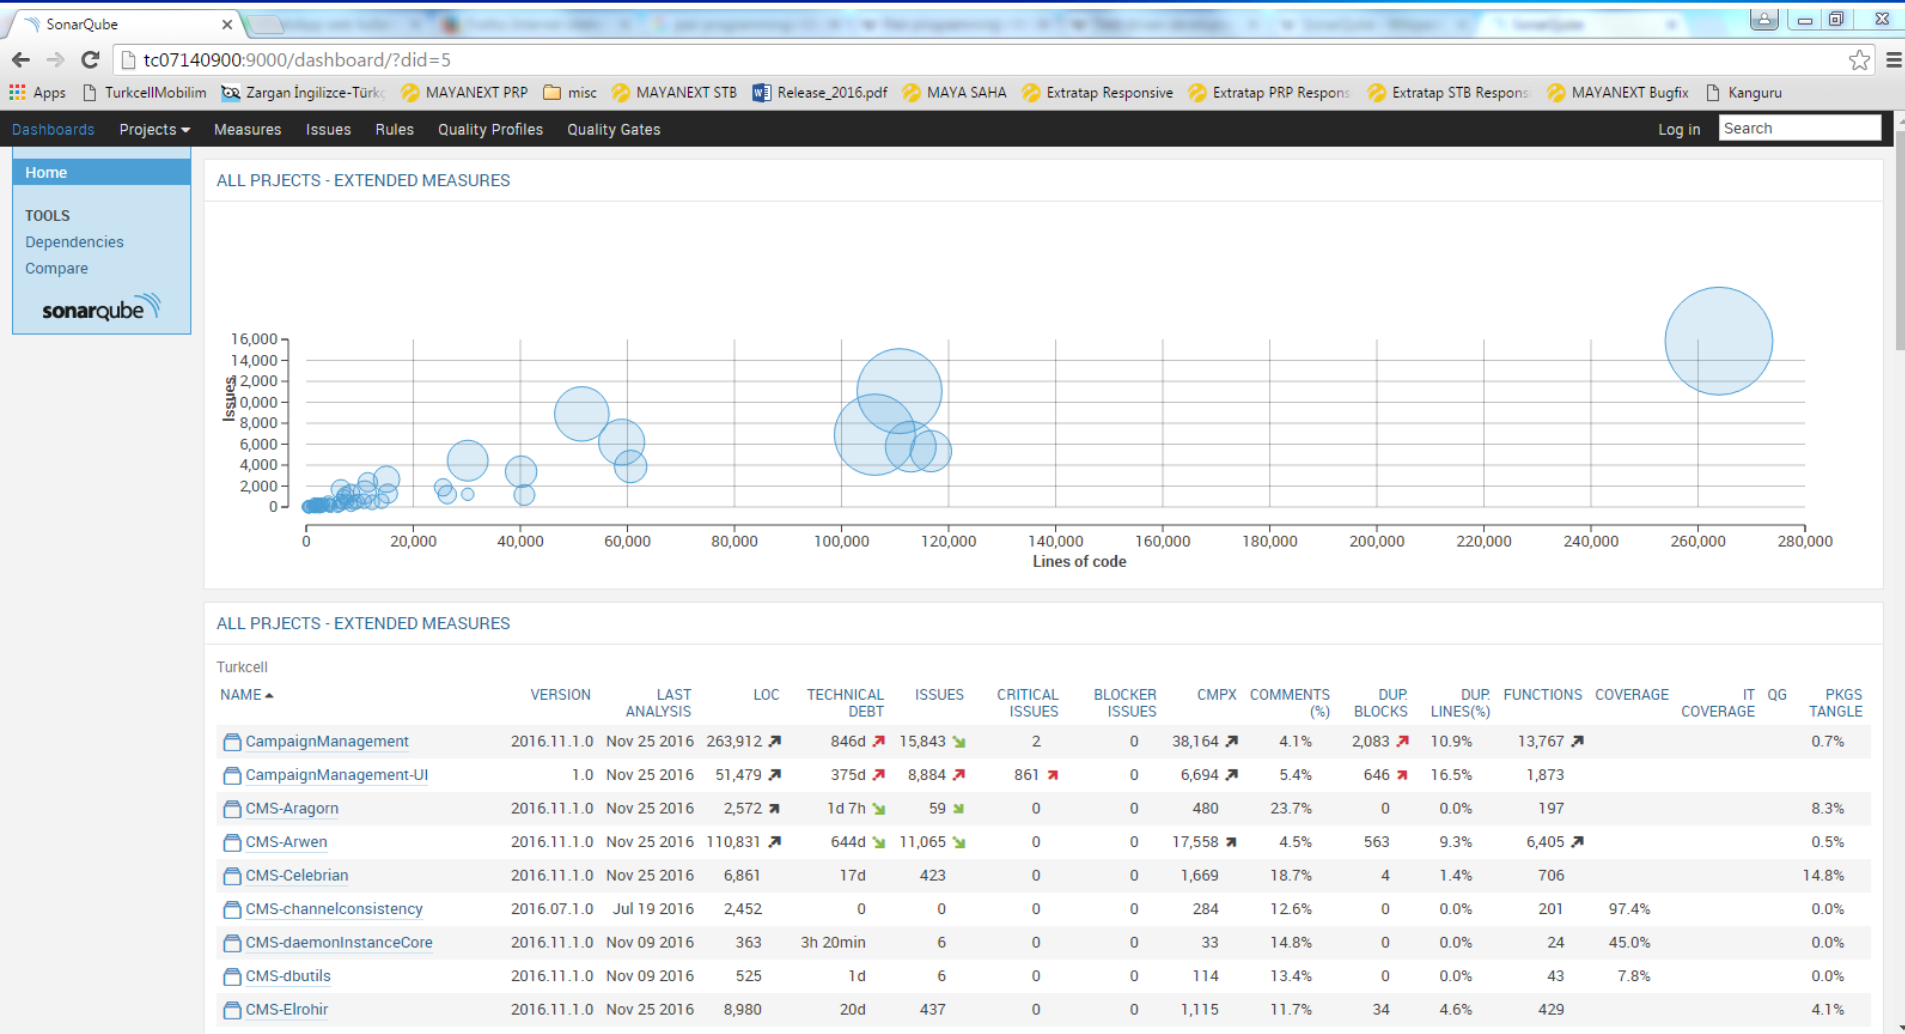 SonarQube
tc07140900:9000/dashboard/?did=5
Apps TurkcellMobilim Zargan İngilizce-Türkç MAYANEXT PRP misc MAYANEXT STB Release_2016.pdf MAYA SAHA Extratap Responsive Extratap PRP Respons Extratap STB Respons MAYANEXT Bugfix Kanguru
Dashboards Projects Measures Issues Rules Quality Profiles Quality Gates Log in Search
Home
TOOLS
Dependencies
Compare
sonarqube
ALL PRJECTS - EXTENDED MEASURES
16,000
14,000
2,000
0,000
8,000
6,000
4,000
2,000
0
Issues
0 20,000 40,000 60,000 80,000 100,000 120,000 140,000 160,000 180,000 200,000 220,000 240,000 260,000 280,000
Lines of code
ALL PRJECTS - EXTENDED MEASURES
Turkcell
NAME VERSION LAST LOC TECHNICAL ISSUES CRITICAL BLOCKER CMPX COMMENTS DUP. DUP. FUNCTIONS COVERAGE IT QG PKGS
ANALYSIS DEBT ISSUES ISSUES (%) BLOCKS LINES(%) COVERAGE TANGLE
CampaignManagement 2016.11.1.0 Nov 25 2016 263,912 846d 15,843 2 0 38,164 4.1% 2,083 10.9% 13,767 0.7%
CampaignManagement-UI 1.0 Nov 25 2016 51,479 375d 8,884 861 0 6,694 5.4% 646 16.5% 1,873
CMS-Aragorn 2016.11.1.0 Nov 25 2016 2,572 1d 7h 59 0 0 480 23.7% 0 0.0% 197 8.3%
CMS-Arwen 2016.11.1.0 Nov 25 2016 110,831 644d 11,065 0 0 17,558 4.5% 563 9.3% 6,405 0.5%
CMS-Celebrian 2016.11.1.0 Nov 25 2016 6,861 17d 423 0 0 1,669 18.7% 4 1.4% 706 14.8%
CMS-channelconsistency 2016.07.1.0 Jul 19 2016 2,452 0 0 0 0 284 12.6% 0 0.0% 201 97.4% 0.0%
CMS-daemonInstanceCore 2016.11.1.0 Nov 09 2016 363 3h 20min 6 0 0 33 14.8% 0 0.0% 24 45.0% 0.0%
CMS-dbutils 2016.11.1.0 Nov 09 2016 525 1d 6 0 0 114 13.4% 0 0.0% 43 7.8% 0.0%
CMS-Elrohir 2016.11.1.0 Nov 25 2016 8,980 20d 437 0 0 1,115 11.7% 34 4.6% 429 4.1%